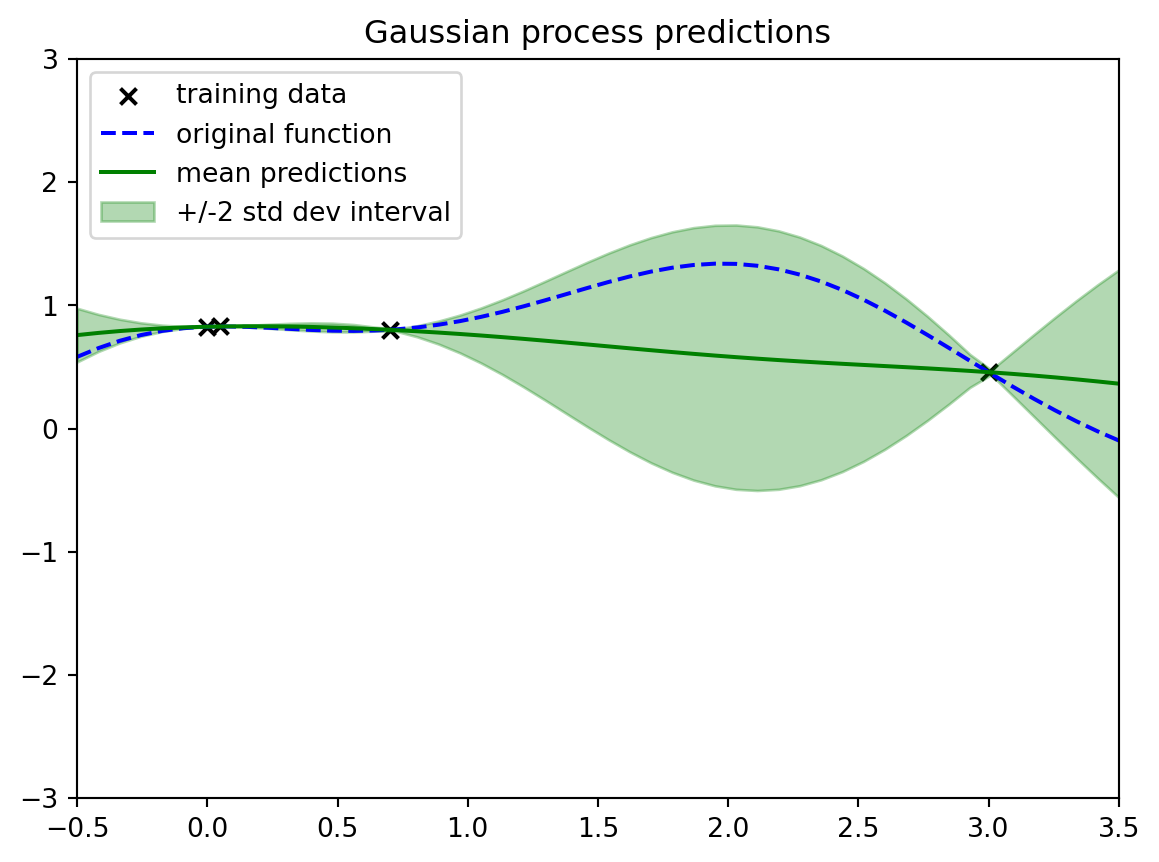 Gaussian process predictions
3
training data
original function
2
mean predictions
+/-2 std dev interval
1
0
−1
−2
−3
−0.5 0.0 0.5 1.0 1.5 2.0 2.5 3.0 3.5